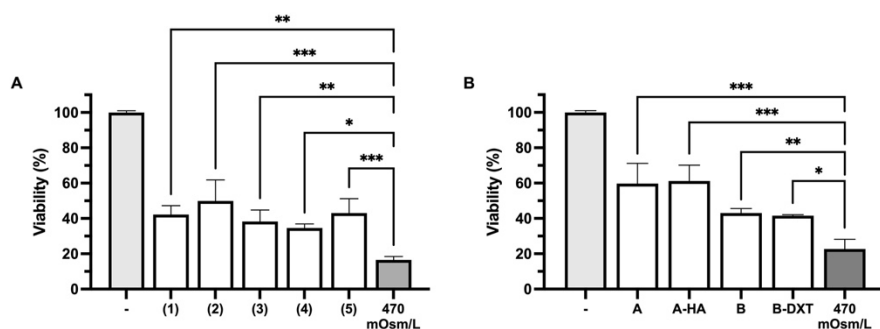 A
Viability (%)
100
80
60
40
20
0
**
***
**
*
***
- (1) (2) (3) (4) (5) 470
mOsm/L
B
Viability (%)
100
80
60
40
20
0
***
***
**
*
- A A-HA B B-DXT 470
mOsm/L